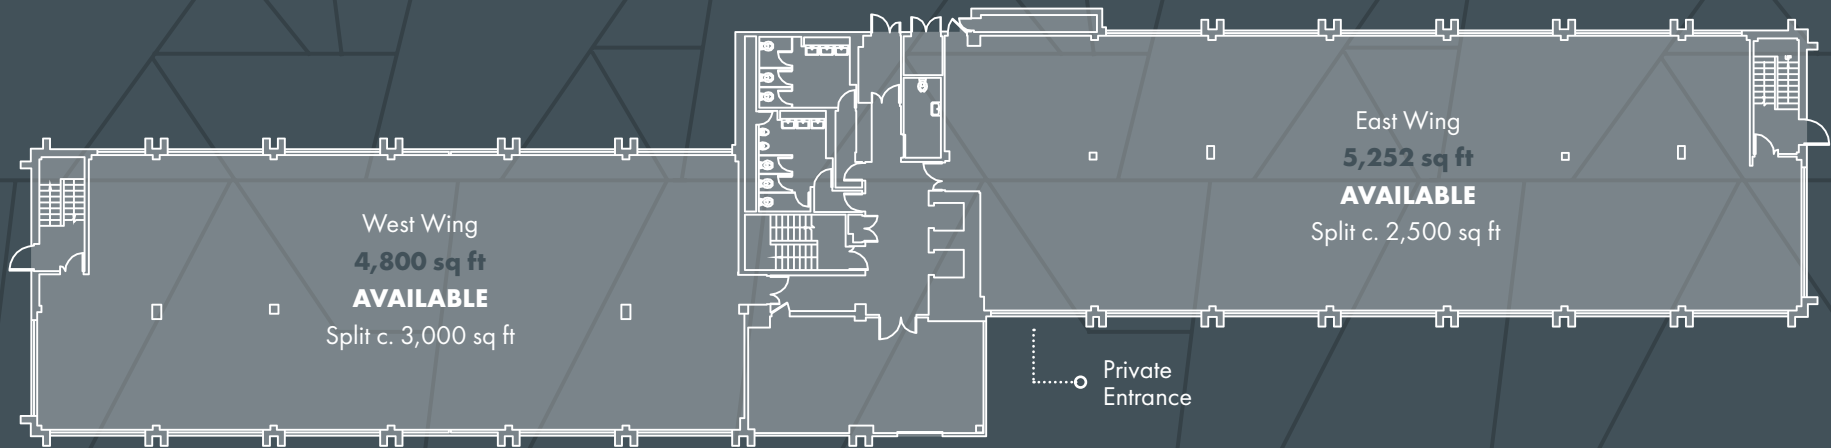 West Wing
4,800 sq ft
AVAILABLE
Split c. 3,000 sq ft
East Wing
5,252 sq ft
AVAILABLE
Split c. 2,500 sq ft
Private
Entrance